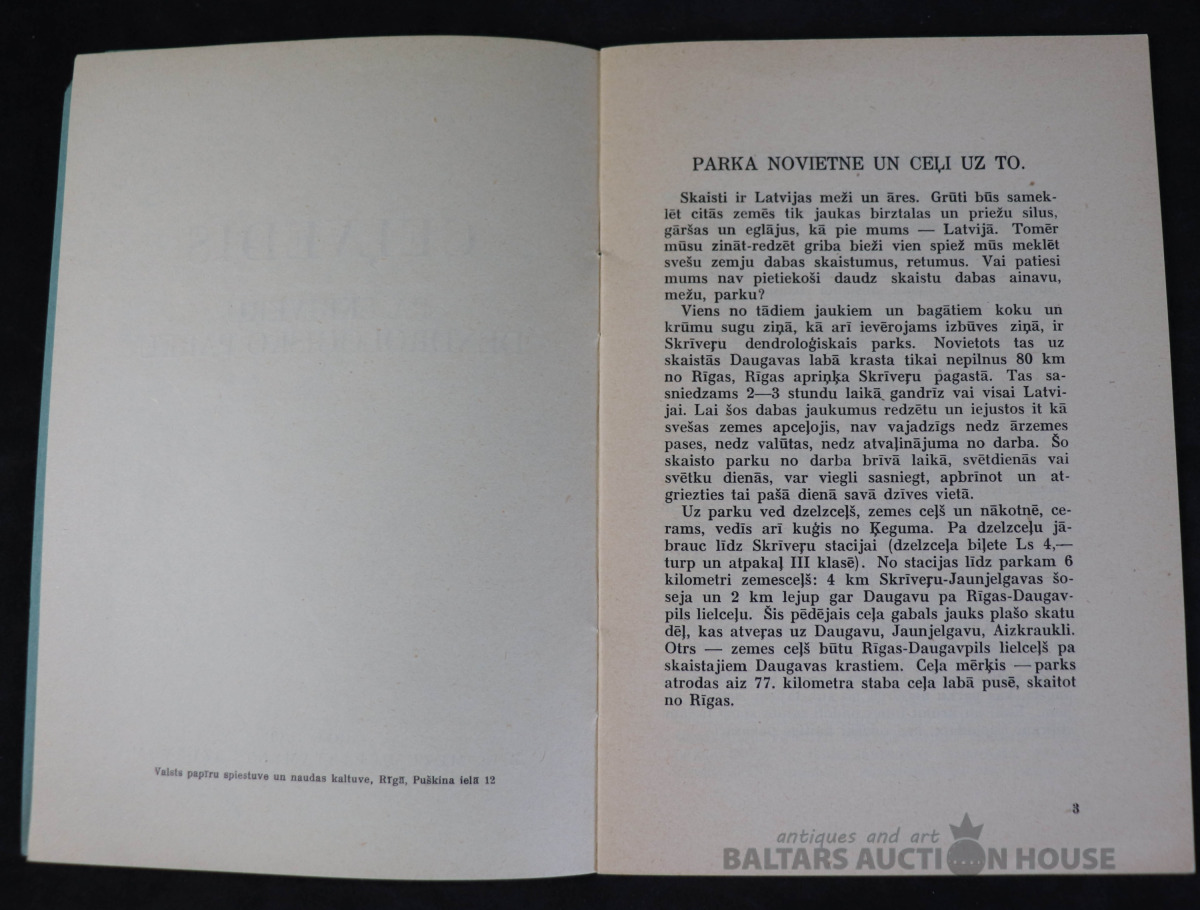 Valsts papīru spiestuve un naudas kaltuve, Rīgā, Puškina ielā 12
PARKA NOVIETNE UN CEĻI UZ TO.
Skaisti ir Latvijas meži un āres. Grūti būs samek-
lēt citās zemēs tik jaukas birztalas un priežu silus,
gāršas un eglājus, kā pie mums — Latvijā. Tomēr
mūsu zināt-redzēt griba bieži vien spiež mūs meklēt
svešu zemju dabas skaistumus, retumus. Vai patiesi
mums nav pietiekoši daudz skaistu dabas ainavu,
mežu, parku?
Viens no tādiem jaukiem un bagātiem koku un
krūmu sugu ziņā, kā arī ievērojams izbūves ziņā, ir
Skrīveŗu dendroloģiskais parks. Novietots tas uz
skaistās Daugavas labā krasta tikai nepilnus 80 km
no Rīgas, Rīgas apriņķa Skrīveŗu pagastā. Tas sa-
sniedzams 2—3 stundu laikā gandrīz vai visai Latvi-
jai. Lai šos dabas jaukumus redzētu un iejustos it kā
svešas zemes apceļojis, nav vajadzīgs nedz ārzemes
pases, nedz valūtas, nedz atvaļinājuma no darba. Šo
skaisto parku no darba brīvā laikā, svētdienās vai
svētku dienās, var viegli sasniegt, apbrīnot un at-
griezties tai pašā dienā savā dzīves vietā.
Uz parku ved dzelzceļš, zemes ceļš un nākotnē, ce-
rams, vedīs arī kuģis no Ķeguma. Pa dzelzceļu jā-
brauc līdz Skrīveŗu stacijai (dzelzceļa biļete Ls 4,—
turp un atpakaļ III klasē). No stacijas līdz parkam 6
kilometri zemesceļš: 4 km Skrīveŗu-Jaunjelgavas šo-
seja un 2 km lejup gar Daugavu pa Rīgas-Daugav-
pils lielceļu. Šis pēdējais ceļa gabals jauks plašo skatu
dēļ, kas atveŗas uz Daugavu, Jaunjelgavu, Aizkraukli.
Otrs — zemes ceļš būtu Rīgas-Daugavpils lielceļš pa
skaistajiem Daugavas krastiem. Ceļa mērķis — parks
atrodas aiz 77. kilometra staba ceļa labā pusē, skaitot
no Rīgas.
3
antiques and art
BALTARS AUCTION HOUSE